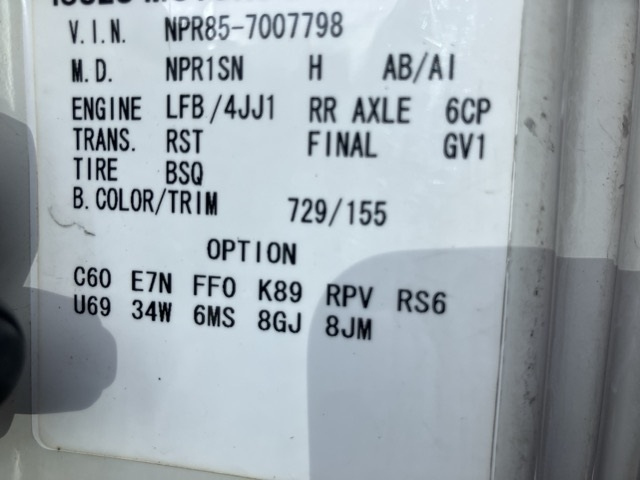 V.I.N. NPR85-7007798
M.D. NPR1SN H AB/AI
ENGINE LFB/4JJ1 RR AXLE 6CP
TRANS. RST FINAL GV1
TIRE BSQ
B.COLOR/TRIM 729/155
OPTION
C60 E7N FF0 K89 RPV RS6
U69 34W 6MS 8GJ 8JM